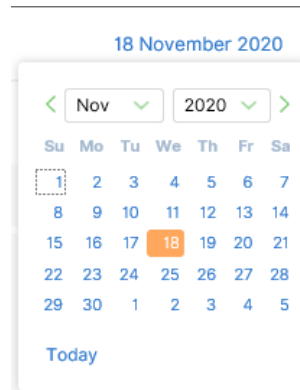 18 November 2020
Nov 2020
Su Mo Tu We Th Fr Sa
1 2 3 4 5 6 7
8 9 10 11 12 13 14
15 16 17 18 19 20 21
22 23 24 25 26 27 28
29 30 1 2 3 4 5
Today